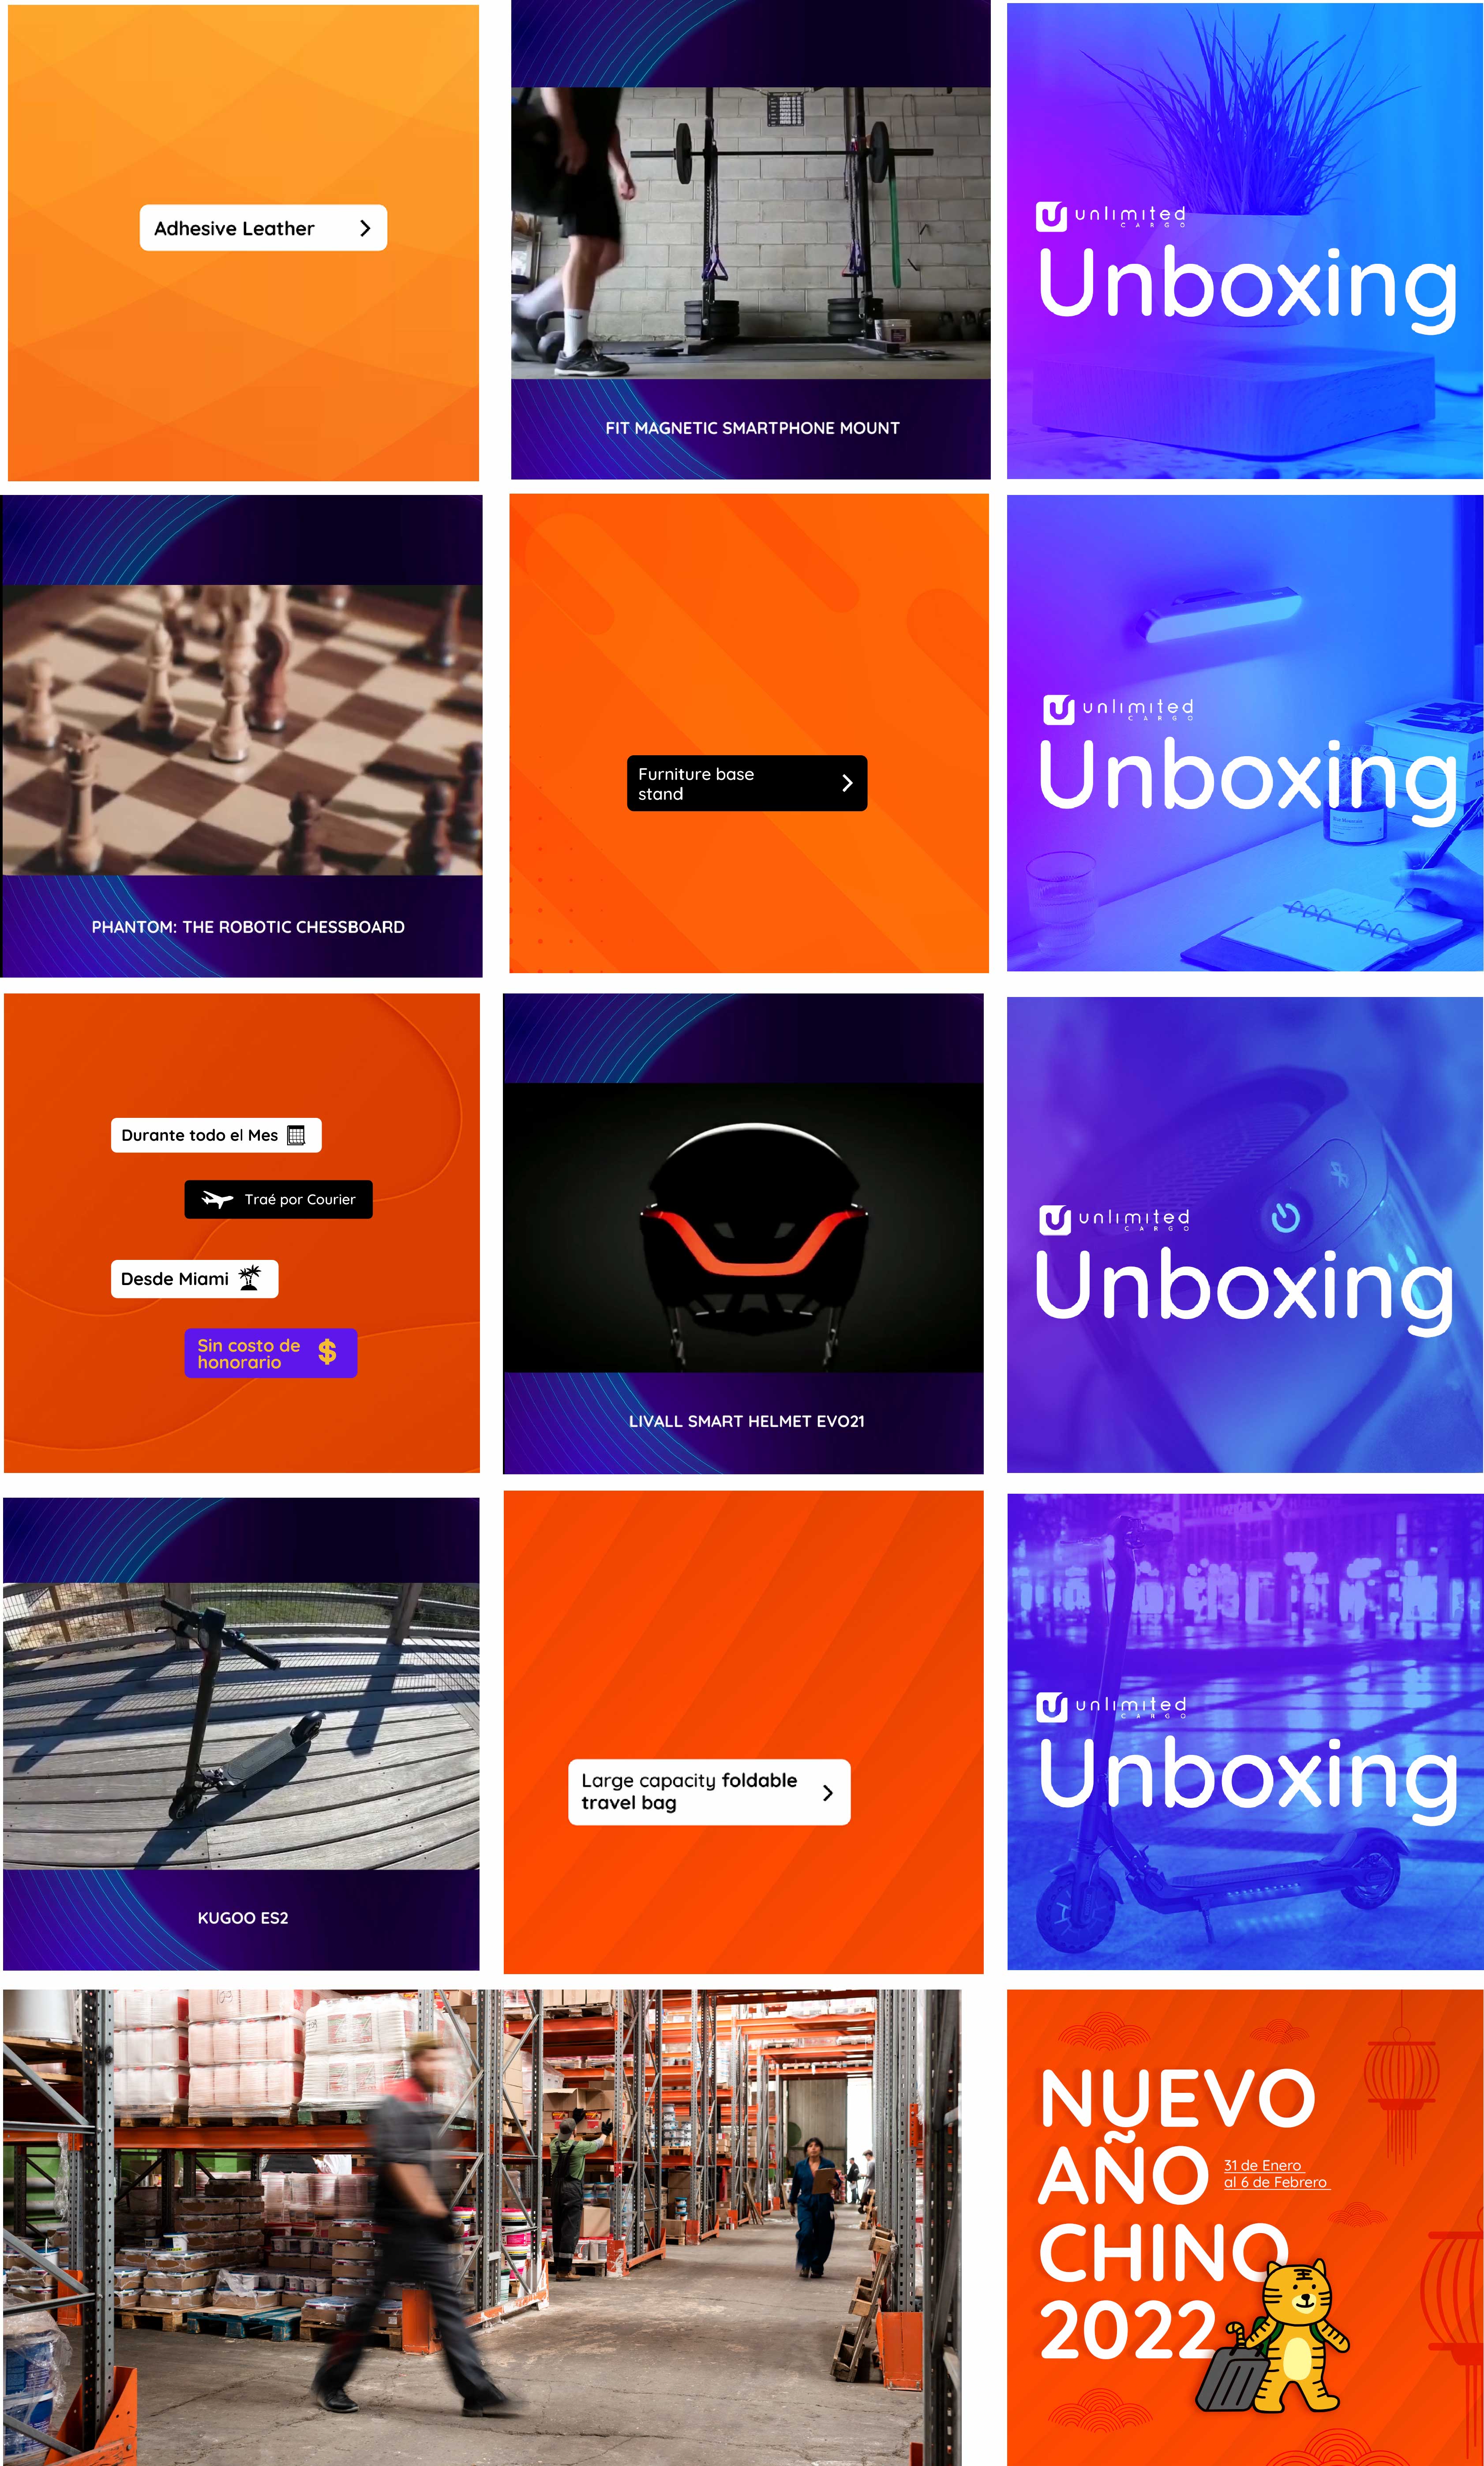 Adhesive Leather
FIT MAGNETIC SMARTPHONE MOUNT
unlimited
CARGO
Unboxing
PHANTOM: THE ROBOTIC CHESSBOARD
Furniture base
stand
unlimited
CARGO
Unboxing
Durante todo el Mes
Traé por Courier
Desde Miami
Sin costo de
honorario
$
LIVALL SMART HELMET EVO21
unlimited
CARGO
Unboxing
KUGOO ES2
Large capacity foldable
travel bag
unlimited
CARGO
Unboxing
NUEVO
AÑO
31 de Enero
al 6 de Febrero
CHINO
2022